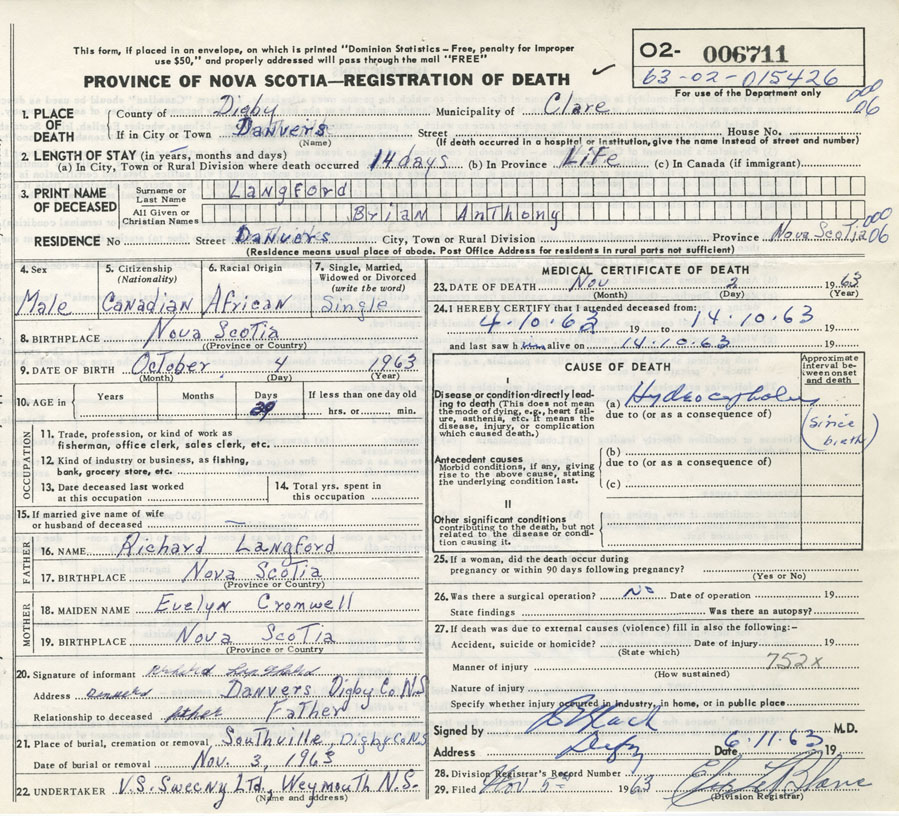 This form, if placed in an envelope, on which is printed "Dominion Statistics – Free, penalty for improper
use $50," and properly addressed will pass through the mail "FREE"
PROVINCE OF NOVA SCOTIA—REGISTRATION OF DEATH ✓
02- 006711
63-02-015426
For use of the Department only
000
06
1. PLACE OF DEATH
County of Digby Municipality of Clare
If in City or Town Danvers Street House No.
(Name) (If death occurred in a hospital or Institution, give the name instead of street and number)
2. LENGTH OF STAY (in years, months and days)
(a) In City, Town or Rural Division where death occurred 14 days (b) In Province Life (c) In Canada (if immigrant)
3. PRINT NAME OF DECEASED
Surname or Last Name Langford
All Given or Christian Names Brian Anthony
000
06
RESIDENCE No Street Danvers City, Town or Rural Division Province Nova Scotia
(Residence means usual place of abode. Post Office Address for residents in rural parts not sufficient)
4. Sex
Male
5. Citizenship (Nationality)
Canadian
6. Racial Origin
African
7. Single, Married, Widowed or Divorced (write the word)
Single
8. BIRTHPLACE Nova Scotia
(Province or Country)
9. DATE OF BIRTH October 4 1963
(Month) (Day) (Year)
10. AGE in Years Months Days If less than one day old
29 hrs. or min.
OCCUPATION
11. Trade, profession, or kind of work as
fisherman, office clerk, sales clerk, etc.
12. Kind of industry or business, as fishing,
bank, grocery store, etc.
13. Date deceased last worked
at this occupation
14. Total yrs. spent in
this occupation
15. If married give name of wife
or husband of deceased —
FATHER
16. NAME Richard Langford
17. BIRTHPLACE Nova Scotia
(Province or Country)
MOTHER
18. MAIDEN NAME Evelyn Cromwell
19. BIRTHPLACE Nova Scotia
(Province or Country)
20. Signature of informant
Address Danvers Danvers Digby Co. N.S
Relationship to deceased father Father
21. Place of burial, cremation or removal Southville, Digby Co N S
Date of burial or removal Nov. 3, 1963
22. UNDERTAKER V.S. Sweeny Ltd, Weymouth N.S.
(Name and address)
MEDICAL CERTIFICATE OF DEATH
23. DATE OF DEATH Nov 2 1963
(Month) (Day) (Year)
24. I HEREBY CERTIFY that I attended deceased from:
4.10.63 19 to 14.10.63 19
and last saw h alive on 14.10.63 19
CAUSE OF DEATH
Approximate interval between onset and death
I
Disease or condition directly leading to death (This does not mean the mode of dying, e.g., heart failure, asthenia, etc. It means the disease, injury, or complication which caused death.)
(a) Hydrocephalus
due to (or as a consequence of)
(since birth)
Antecedent causes
Morbid conditions, if any, giving rise to the above cause, stating the underlying condition last.
(b)
due to (or as a consequence of)
(c)
II
Other significant conditions
contributing to the death, but not related to the disease or condition causing it.
25. If a woman, did the death occur during
pregnancy or within 90 days following pregnancy?
(Yes or No)
26. Was there a surgical operation? No Date of operation 19
State findings Was there an autopsy?
27. If death was due to external causes (violence) fill in also the following:–
Accident, suicide or homicide? Date of injury 19
(State which)
Manner of injury 752x
(How sustained)
Nature of injury
Specify whether injury occurred in industry, in home, or in public place
Signed by M.D.
Address Digby Date 6.11.63 19
28. Division Registrar's Record Number
29. Filed Nov 5th 1963
(Division Registrar)